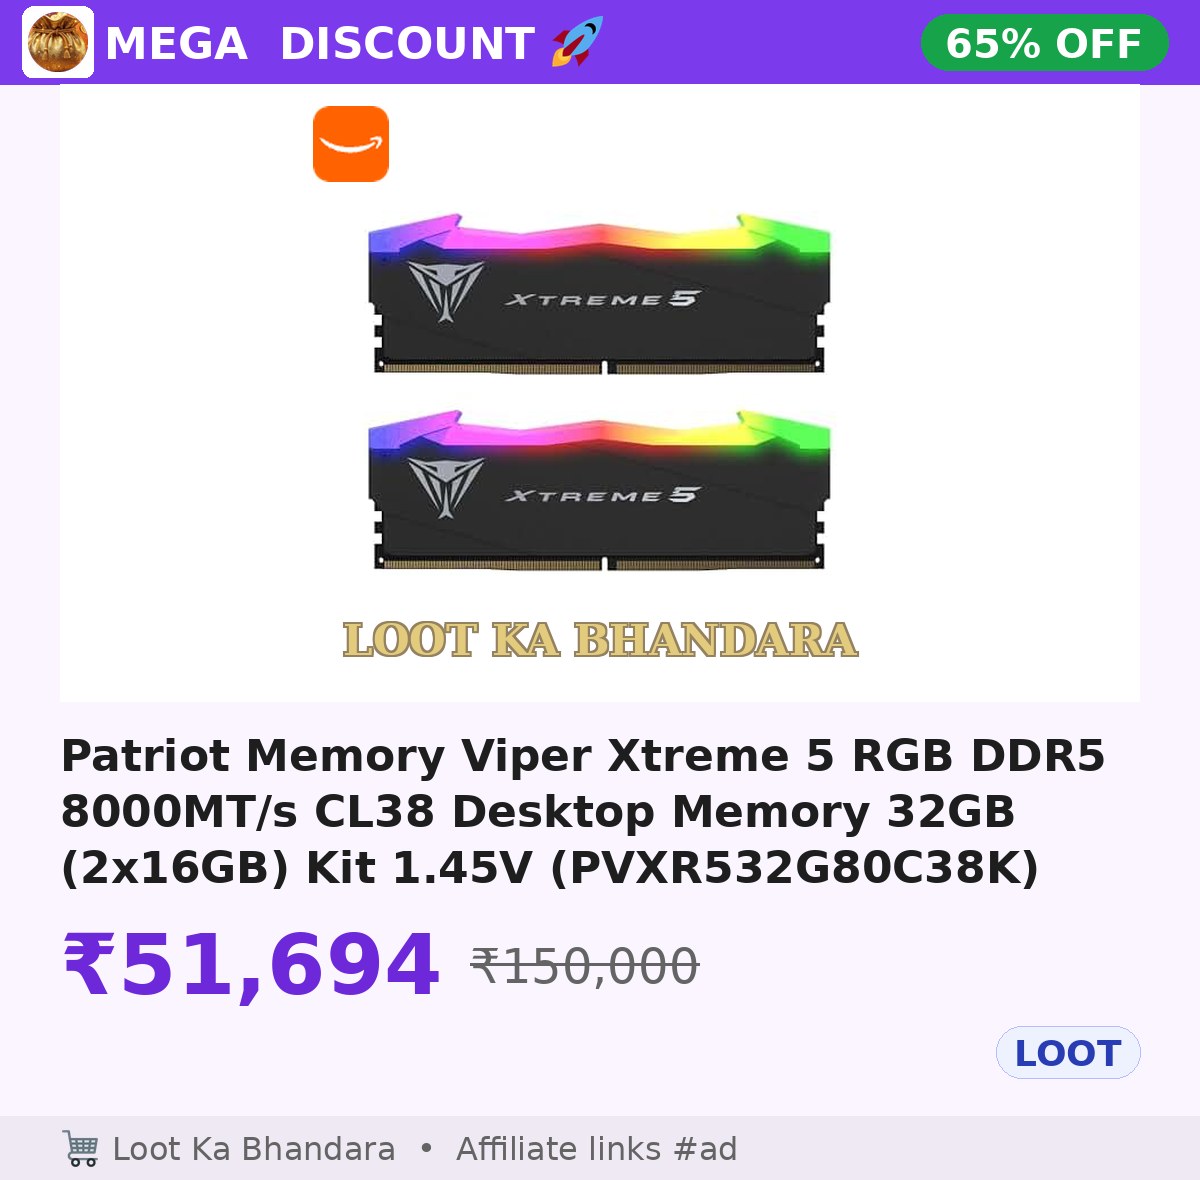 MEGA DISCOUNT 🚀
65% OFF
XTREME 5
XTREME 5
LOOT KA BHANDARA
Patriot Memory Viper Xtreme 5 RGB DDR5
8000MT/s CL38 Desktop Memory 32GB
(2x16GB) Kit 1.45V (PVXR532G80C38K)
₹51,694 ₹150,000
LOOT
🛒 Loot Ka Bhandara • Affiliate links #ad